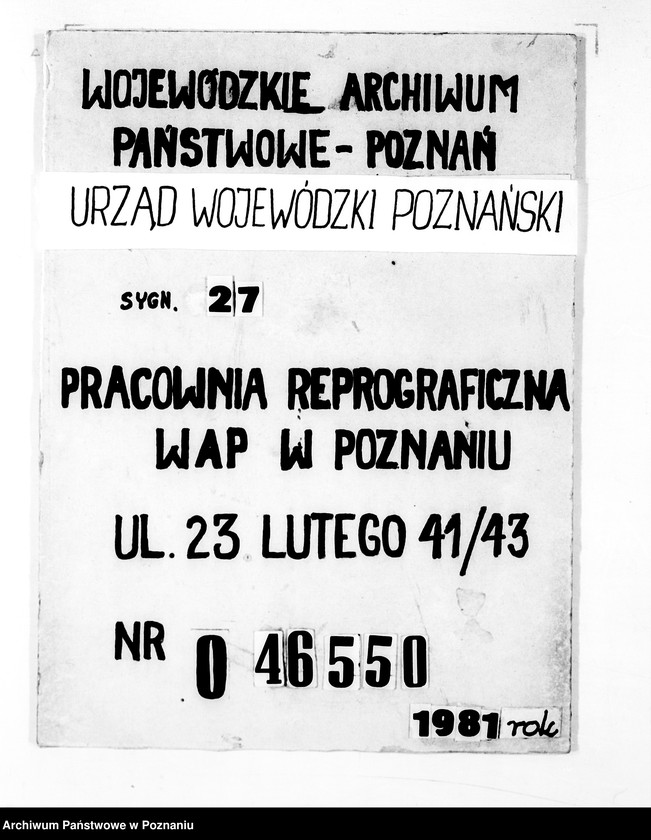 WOJEWÓDZKIE ARCHIWUM
PAŃSTWOWE - POZNAŃ
URZĄD WOJEWÓDZKI POZNAŃSKI
SYGN. 27
PRACOWNIA REPROGRAFICZNA
WAP W POZNANIU
UL. 23 LUTEGO 41/43
NR 0 46550
1981 rok
Archiwum Państwowe w Poznaniu